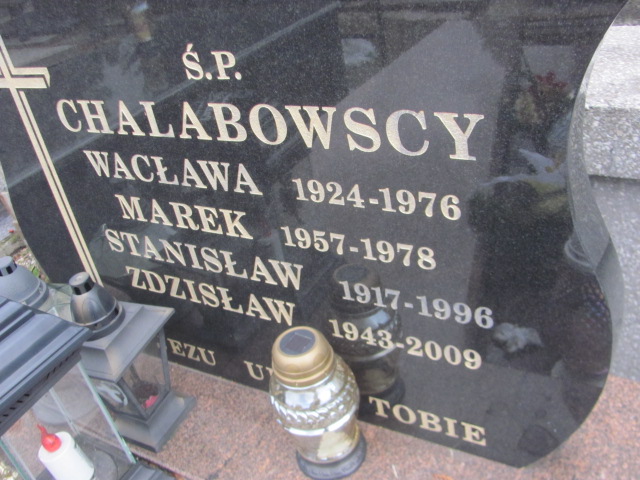 Ś.P.
CHALABOWSCY
WACŁAWA 1924-1976
MAREK 1957-1978
STANISŁAW 1917-1996
ZDZISŁAW 1943-2009
TOBIE